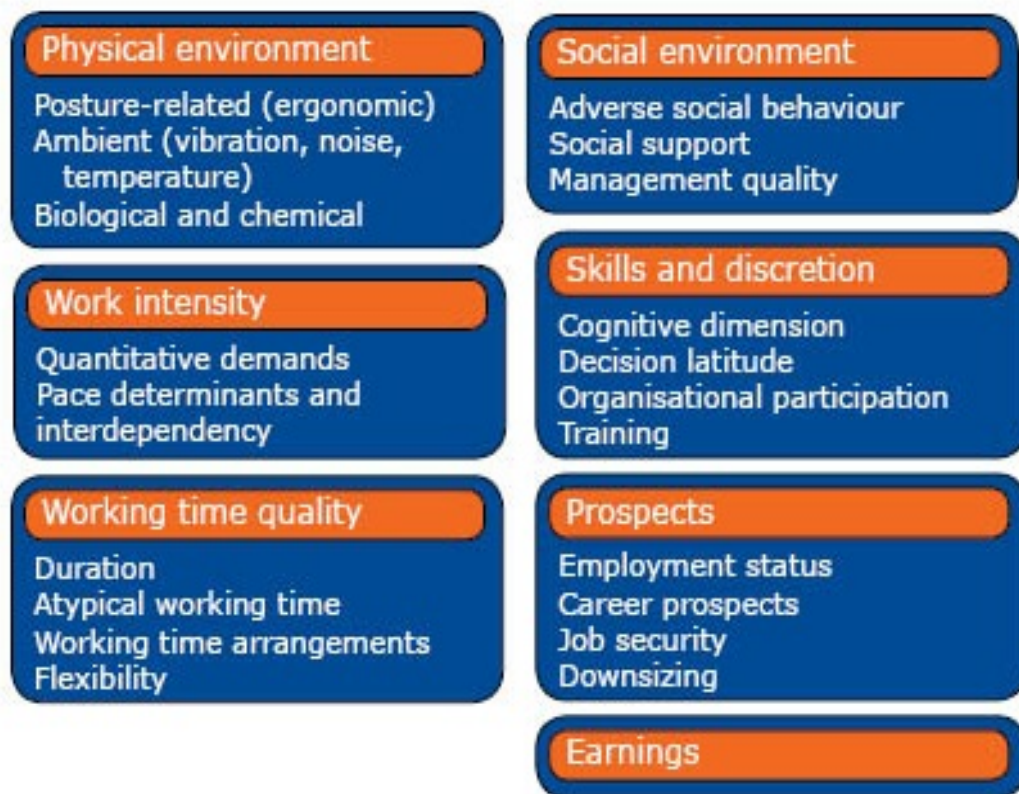 Physical environment
Posture-related (ergonomic)
Ambient (vibration, noise,
temperature)
Biological and chemical
Work intensity
Quantitative demands
Pace determinants and
interdependency
Working time quality
Duration
Atypical working time
Working time arrangements
Flexibility
Social environment
Adverse social behaviour
Social support
Management quality
Skills and discretion
Cognitive dimension
Decision latitude
Organisational participation
Training
Prospects
Employment status
Career prospects
Job security
Downsizing
Earnings